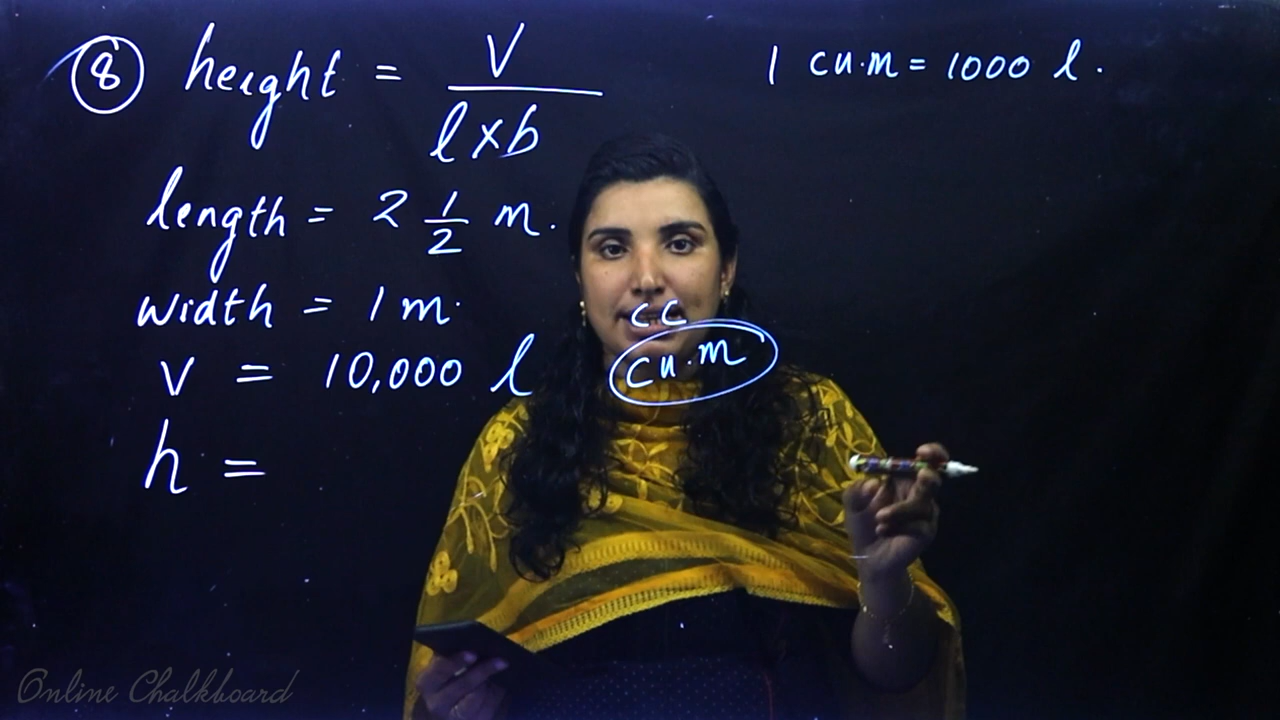 8 height = V / l x b
1 cu.m = 1000 l.
length = 2 1/2 m.
width = 1 m.
cc
V = 10,000 l cu.m
h =
Online Chalkboard